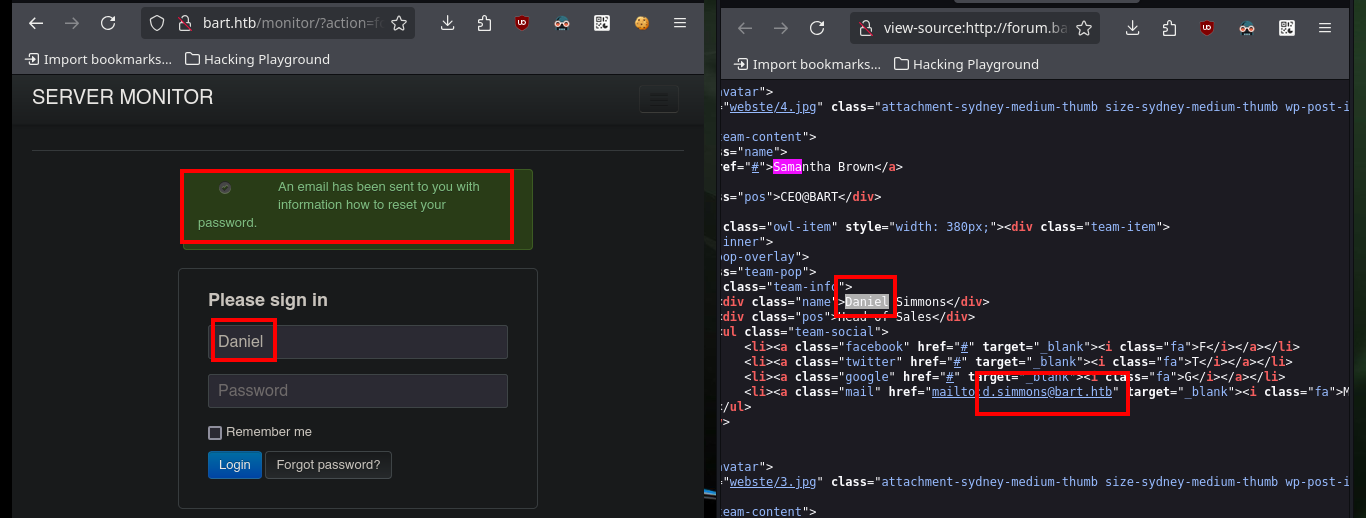 bart.htb/monitor/?action=fo
Import bookmarks...
Hacking Playground
SERVER MONITOR
An email has been sent to you with
information how to reset your
password.
Please sign in
Daniel
Password
Remember me
Login
Forgot password?
view-source:http://forum.ba
Import bookmarks...
Hacking Playground
avatar">
="webste/4.jpg" class="attachment-sydney-medium-thumb size-sydney-medium-thumb wp-post-i
team-content">
ss="name">
ref="#">Samantha Brown</a>
ss="pos">CEO@BART</div>
class="owl-item" style="width: 380px;"><div class="team-item">
inner">
pop-overlay">
ss="team-pop">
class="team-info">
<div class="name">Daniel Simmons</div>
<div class="pos">Head of Sales</div>
<ul class="team-social">
<li><a class="facebook" href="#" target="_blank"><i class="fa">F</i></a></li>
<li><a class="twitter" href="#" target="_blank"><i class="fa">T</i></a></li>
<li><a class="google" href="#" target="_blank"><i class="fa">G</i></a></li>
<li><a class="mail" href="mailto:d.simmons@bart.htb" target="_blank"><i class="fa">M
</ul>
>
avatar">
="webste/3.jpg" class="attachment-sydney-medium-thumb size-sydney-medium-thumb wp-post-i
team-content">